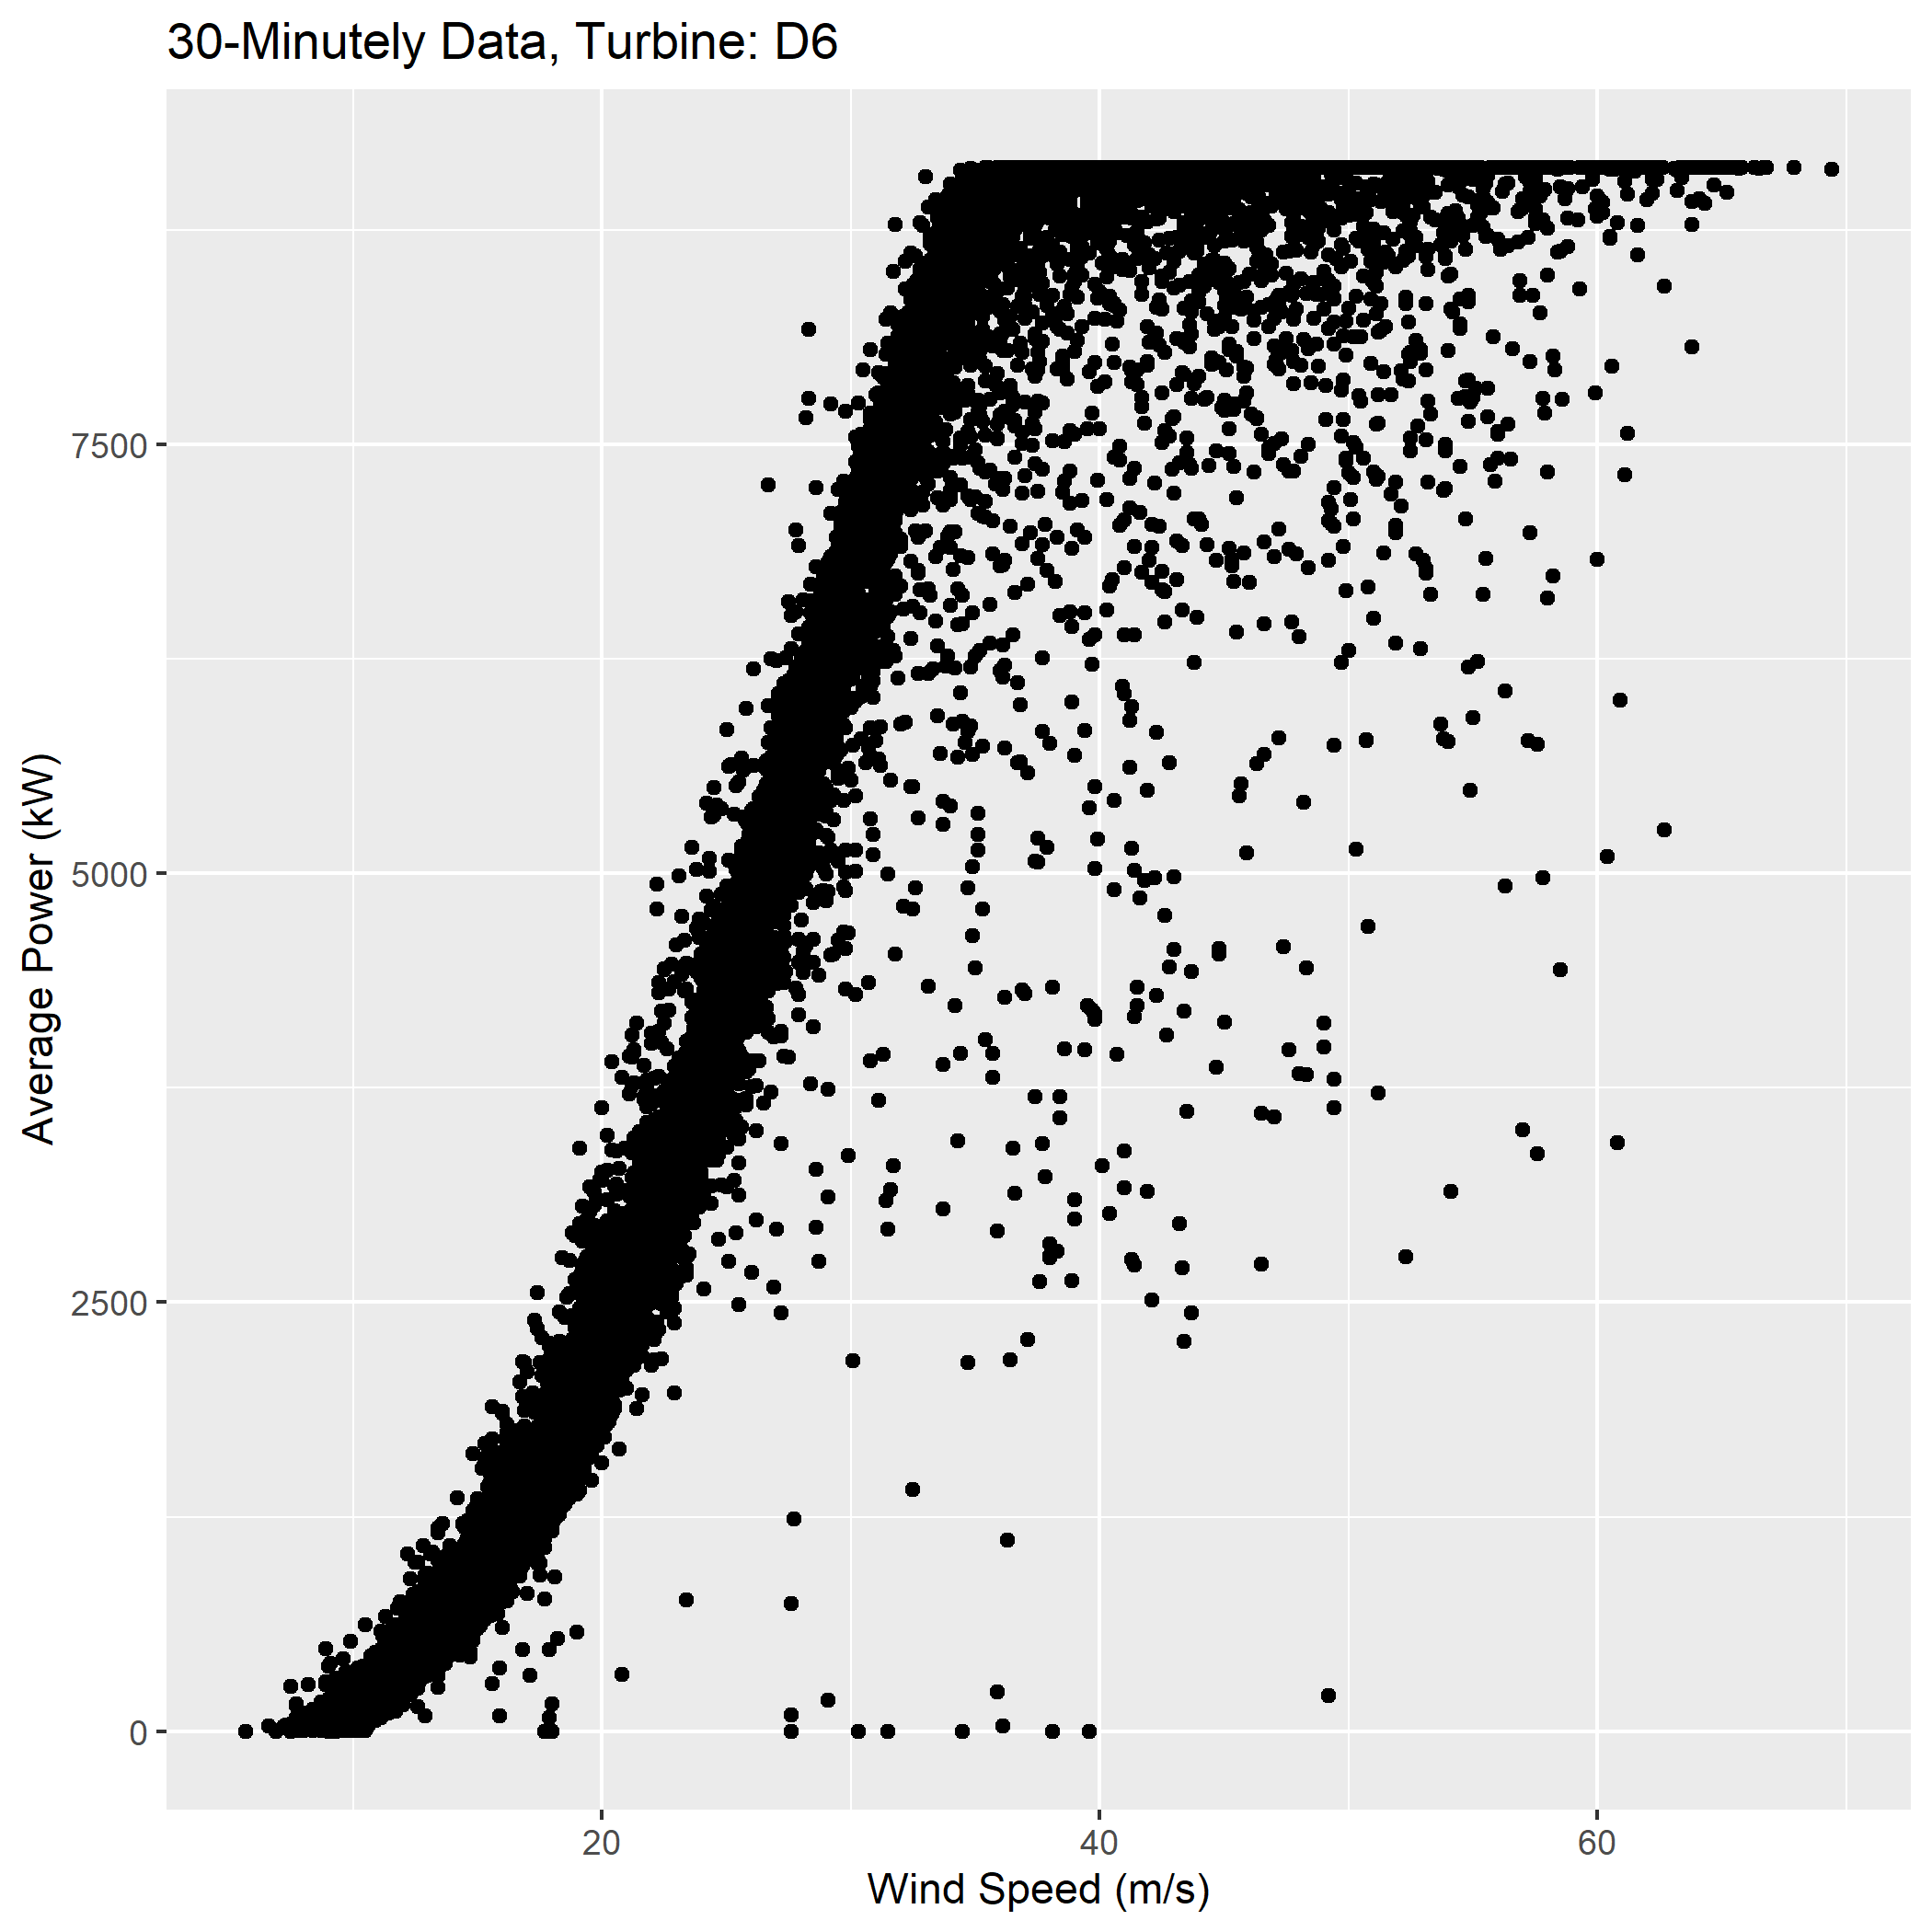 30-Minutely Data, Turbine: D6
Average Power (kW)
7500
5000
2500
0
20 40 60
Wind Speed (m/s)